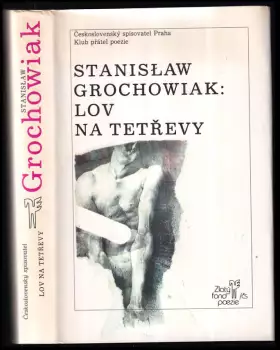 Československý spisovatel Praha
Klub přátel poezie
STANISŁAW
GROCHOWIAK:
LOV
NA TETŘEVY
Zlatý
fond
poezie
STANISŁAW
Grochowiak
LOV NA TETŘEVY
Československý spisovatel